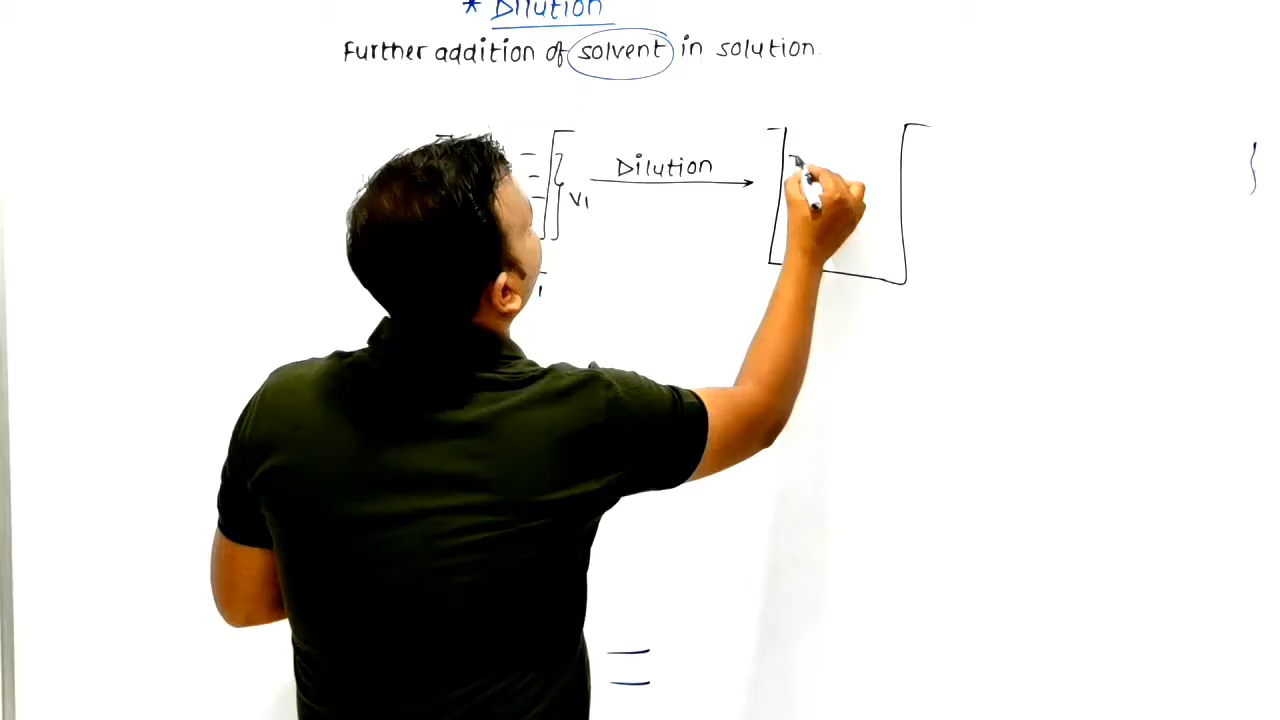 * Dilution
Further addition of solvent in solution.
Dilution
V1